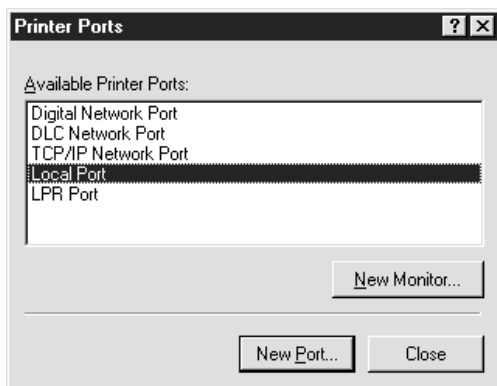 Printer Ports
Available Printer Ports:
Digital Network Port
DLC Network Port
TCP/IP Network Port
Local Port
LPR Port
New Monitor...
New Port...
Close